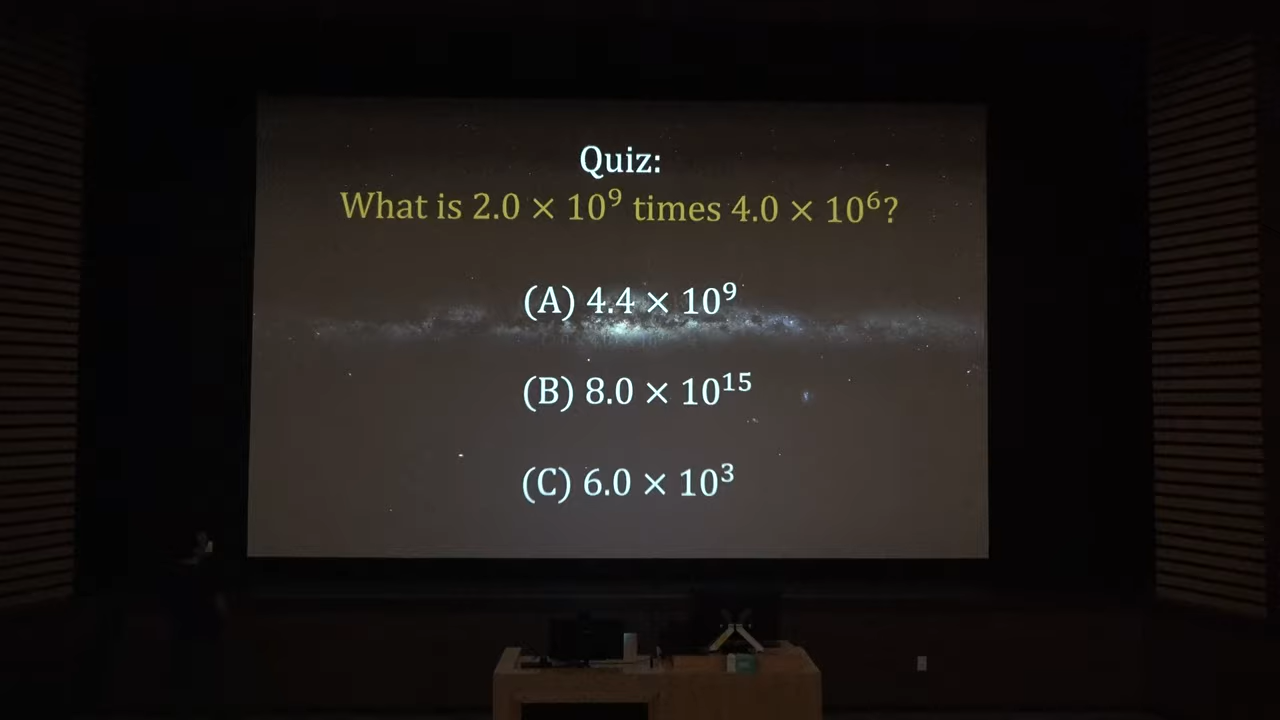 Quiz:
What is 2.0 × 10⁹ times 4.0 × 10⁶?
(A) 4.4 × 10⁹
(B) 8.0 × 10¹⁵
(C) 6.0 × 10³